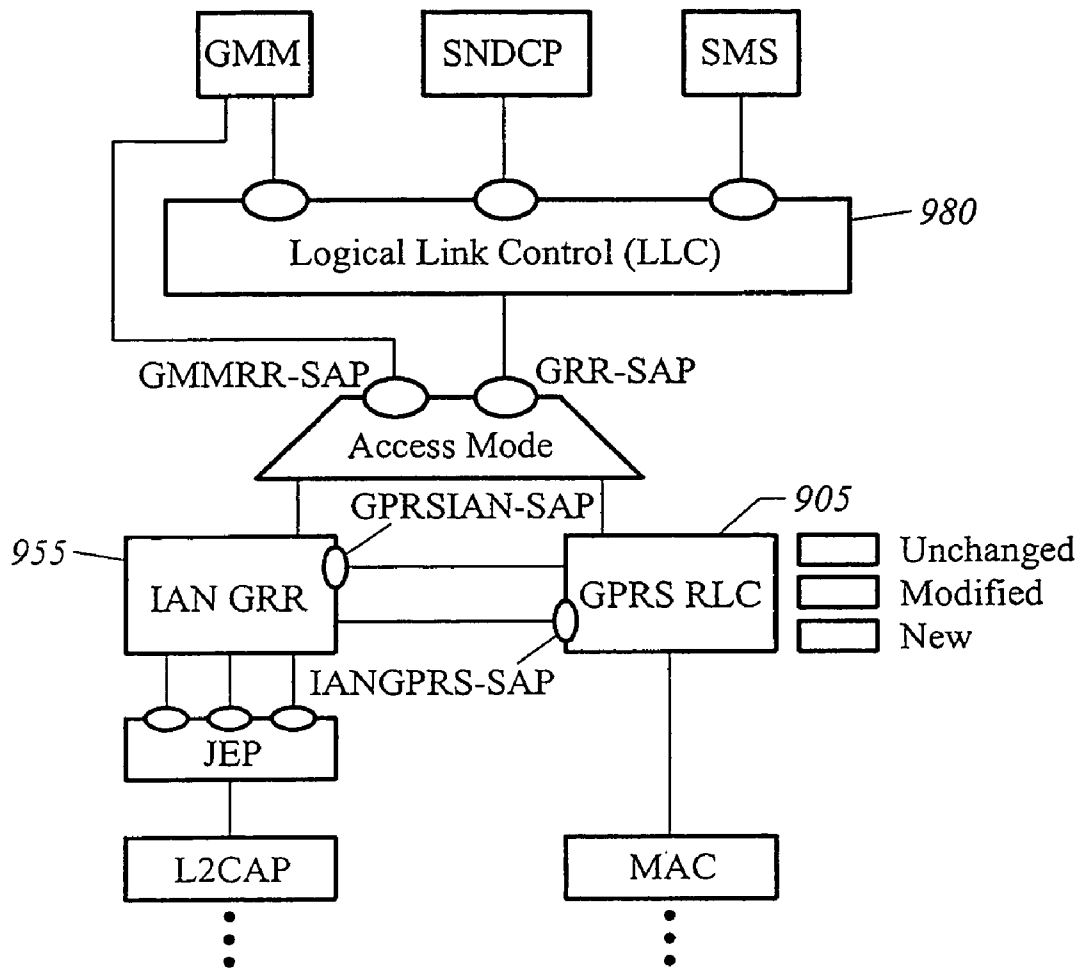 GMM
SNDCP
SMS
980
Logical Link Control (LLC)
GMMRR-SAP
GRR-SAP
Access Mode
GPRSIAN-SAP
905
955
IAN GRR
GPRS RLC
Unchanged
Modified
New
IANGPRS-SAP
JEP
L2CAP
MAC